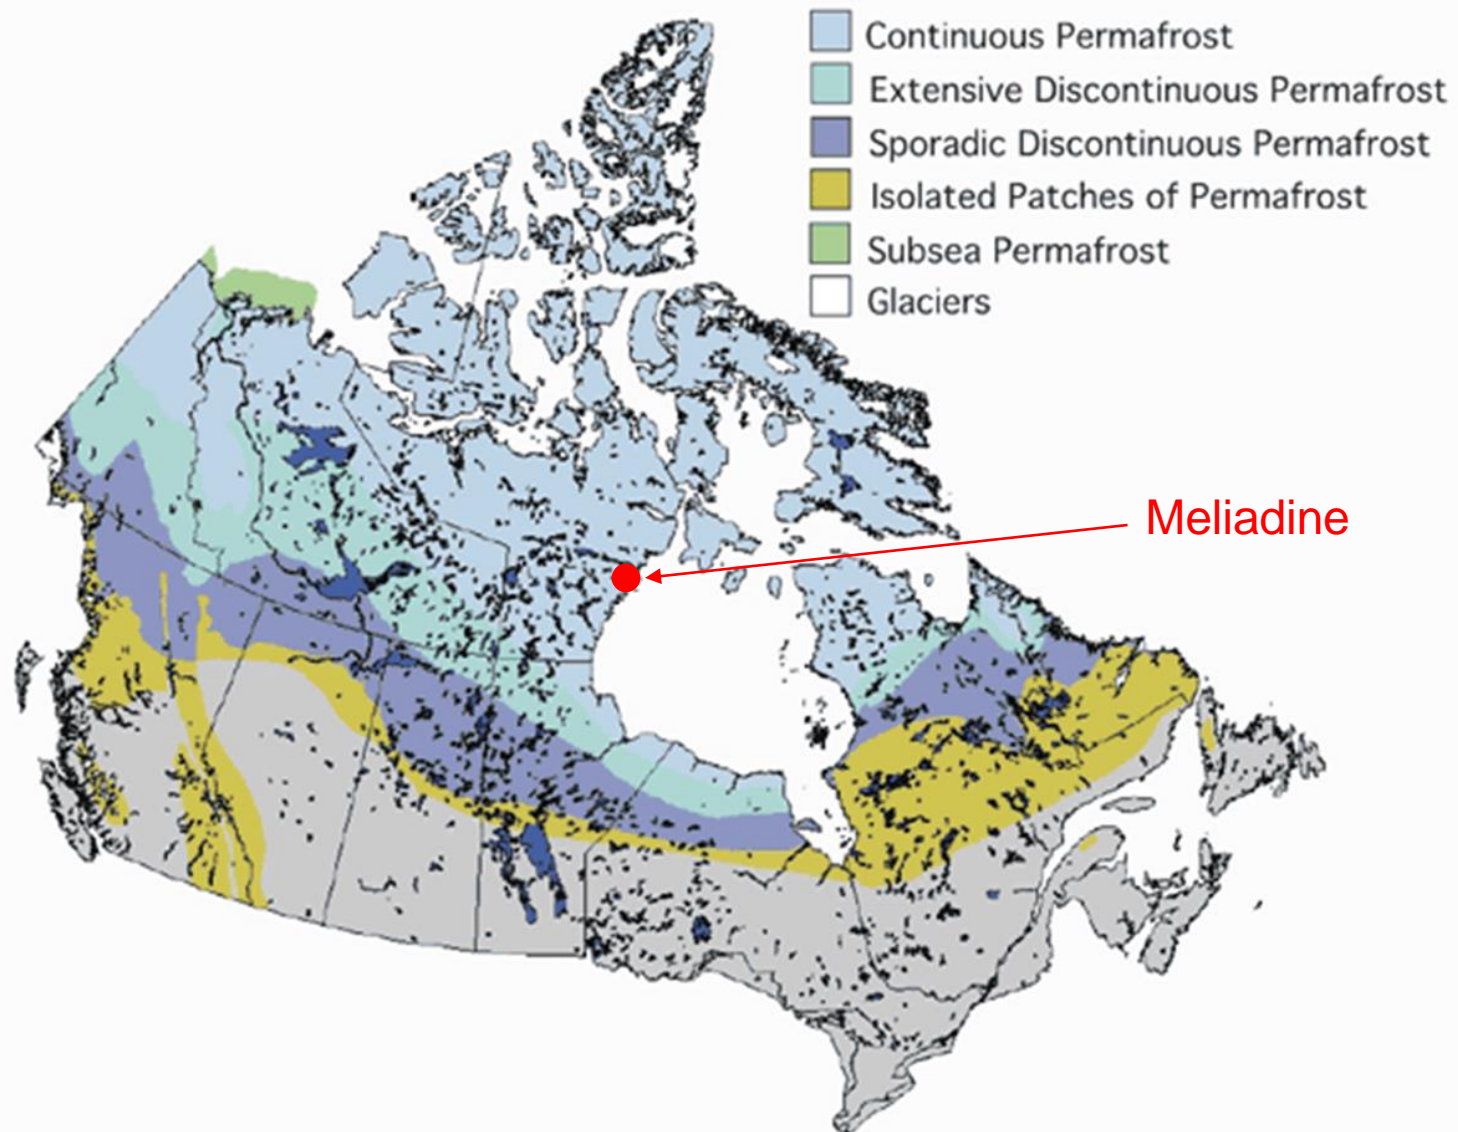 Continuous Permafrost
Extensive Discontinuous Permafrost
Sporadic Discontinuous Permafrost
Isolated Patches of Permafrost
Subsea Permafrost
Glaciers
Meliadine